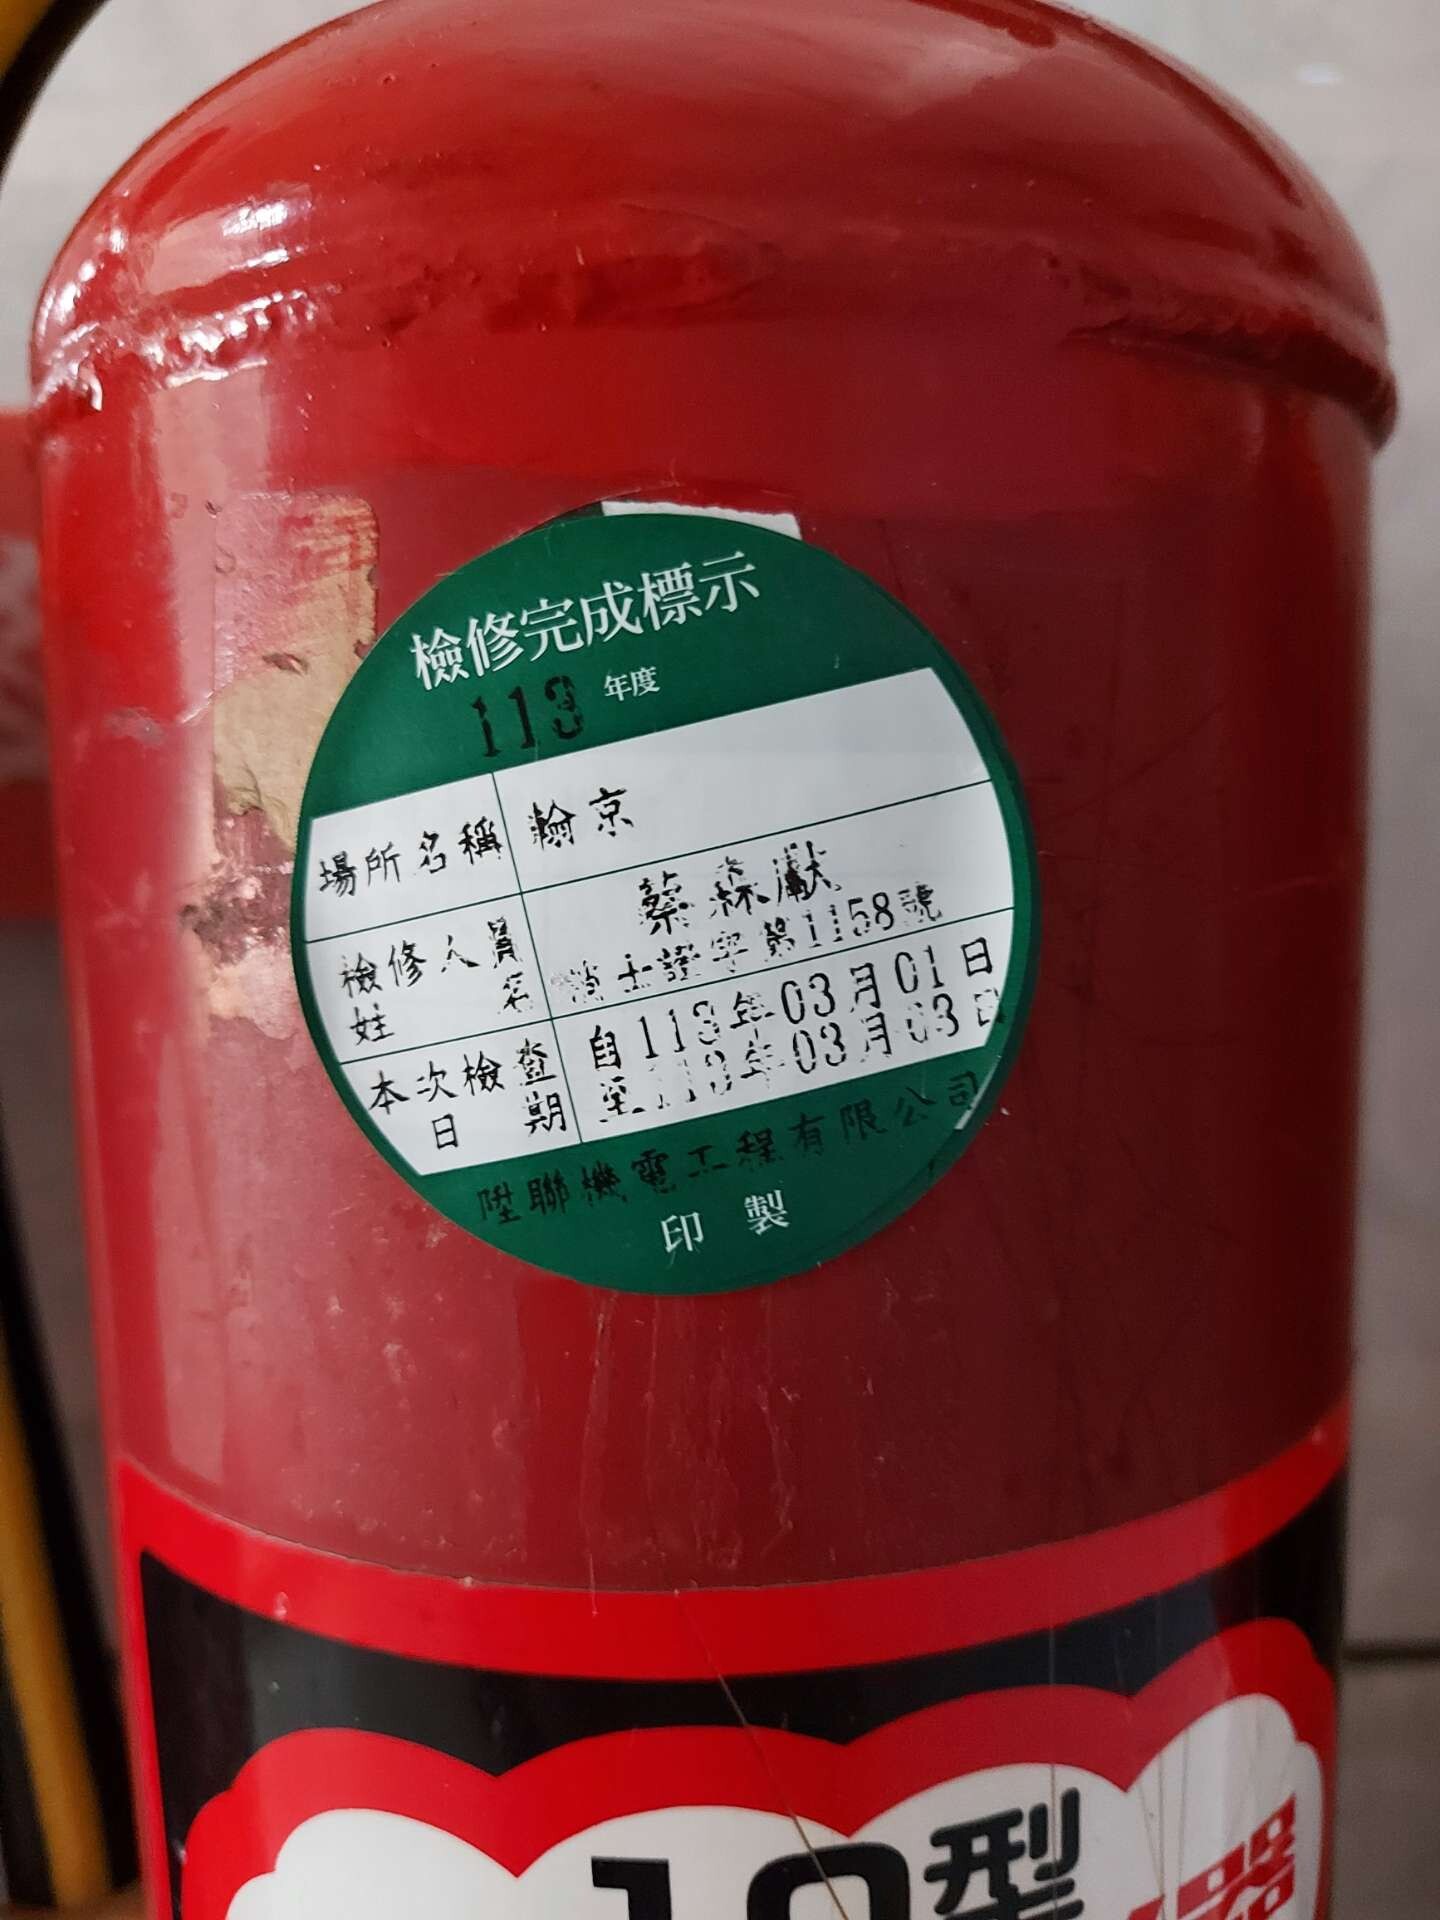 檢修完成標示
113 年度
場所名稱 翰京
檢修人員姓名 蔡森獻
士證字第1158號
本次檢查日期 自113年03月01日
至113年03月03日
陞聯機電工程有限公司
印製
10型
器